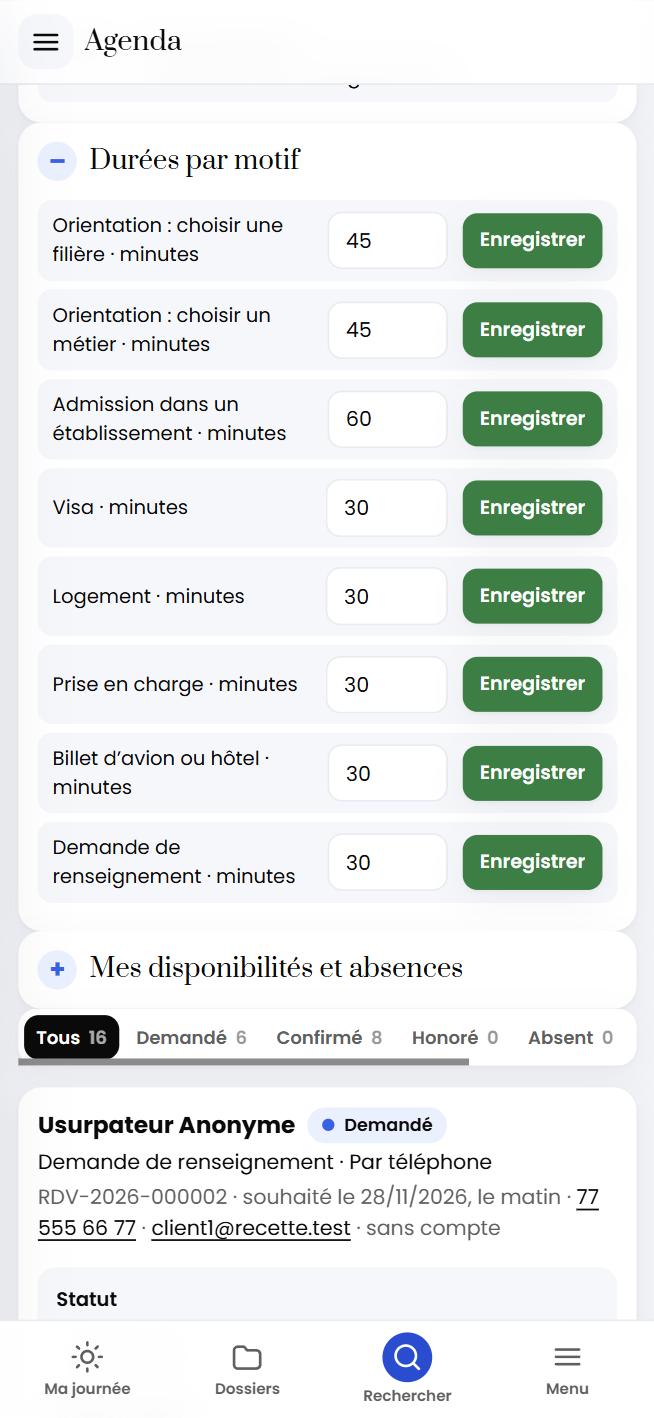 Agenda
Durées par motif
Orientation : choisir une
filière · minutes
45
Enregistrer
Orientation : choisir un
métier · minutes
45
Enregistrer
Admission dans un
établissement · minutes
60
Enregistrer
Visa · minutes
30
Enregistrer
Logement · minutes
30
Enregistrer
Prise en charge · minutes
30
Enregistrer
Billet d’avion ou hôtel ·
minutes
30
Enregistrer
Demande de
renseignement · minutes
30
Enregistrer
Mes disponibilités et absences
Tous 16 Demandé 6 Confirmé 8 Honoré 0 Absent 0
Usurpateur Anonyme Demandé
Demande de renseignement · Par téléphone
RDV-2026-000002 · souhaité le 28/11/2026, le matin · 77
555 66 77 · client1@recette.test · sans compte
Statut
Ma journée Dossiers Rechercher Menu